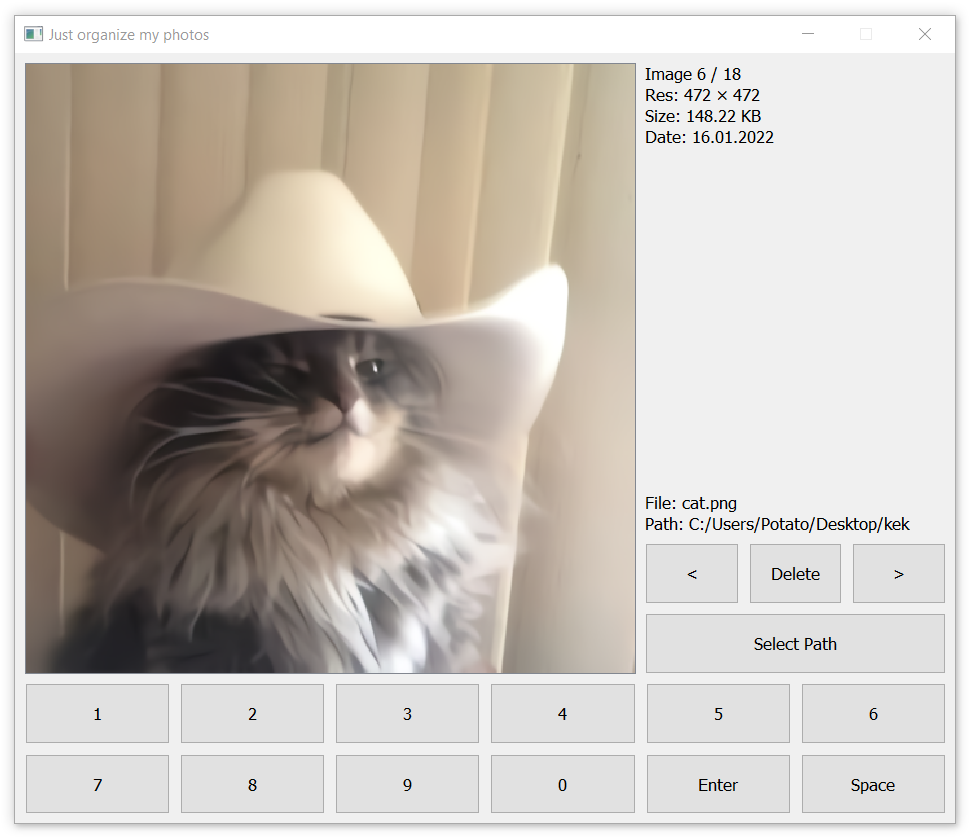 Just organize my photos
Image 6 / 18
Res: 472 × 472
Size: 148.22 KB
Date: 16.01.2022
File: cat.png
Path: C:/Users/Potato/Desktop/kek
< Delete >
Select Path
1 2 3 4 5 6
7 8 9 0 Enter Space